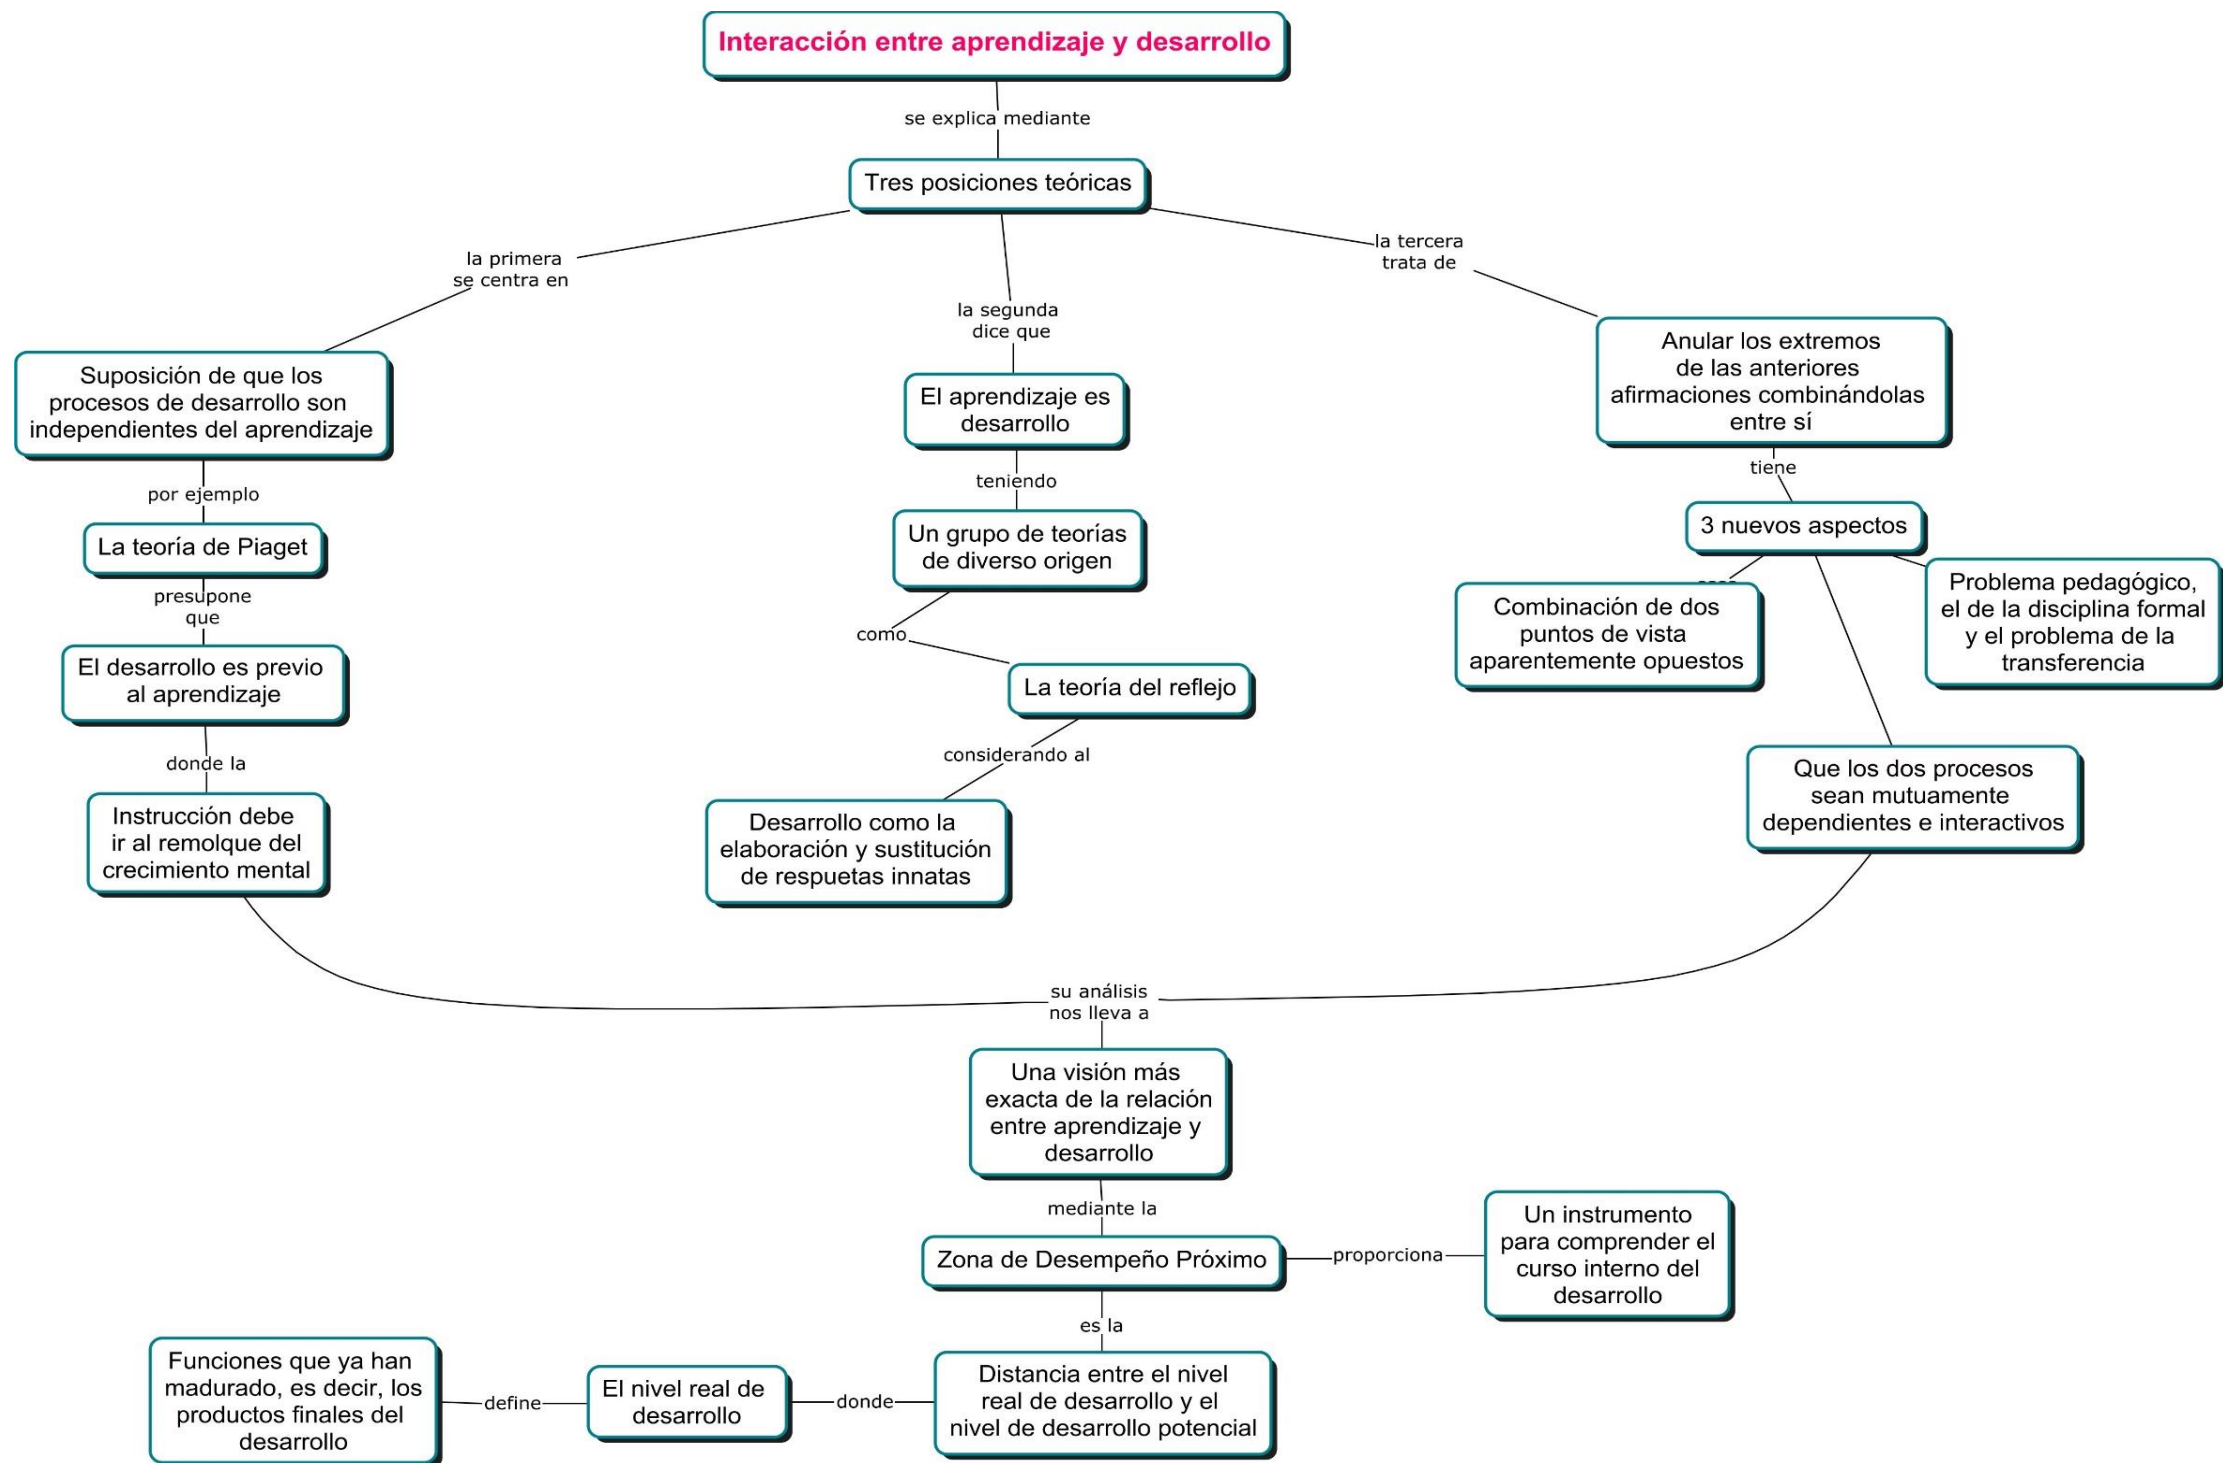 Interacción entre aprendizaje y desarrollo
se explica mediante
Tres posiciones teóricas
la primera
se centra en
Suposición de que los
procesos de desarrollo son
independientes del aprendizaje
por ejemplo
La teoría de Piaget
presupone
que
El desarrollo es previo
al aprendizaje
donde la
Instrucción debe
ir al remolque del
crecimiento mental
la segunda
dice que
El aprendizaje es
desarrollo
teniendo
Un grupo de teorías
de diverso origen
como
La teoría del reflejo
considerando al
Desarrollo como la
elaboración y sustitución
de respuetas innatas
la tercera
trata de
Anular los extremos
de las anteriores
afirmaciones combinándolas
entre sí
tiene
3 nuevos aspectos
Combinación de dos
puntos de vista
aparentemente opuestos
Problema pedagógico,
el de la disciplina formal
y el problema de la
transferencia
Que los dos procesos
sean mutuamente
dependientes e interactivos
su análisis
nos lleva a
Una visión más
exacta de la relación
entre aprendizaje y
desarrollo
mediante la
Zona de Desempeño Próximo
proporciona
Un instrumento
para comprender el
curso interno del
desarrollo
es la
Distancia entre el nivel
real de desarrollo y el
nivel de desarrollo potencial
donde
El nivel real de
desarrollo
define
Funciones que ya han
madurado, es decir, los
productos finales del
desarrollo